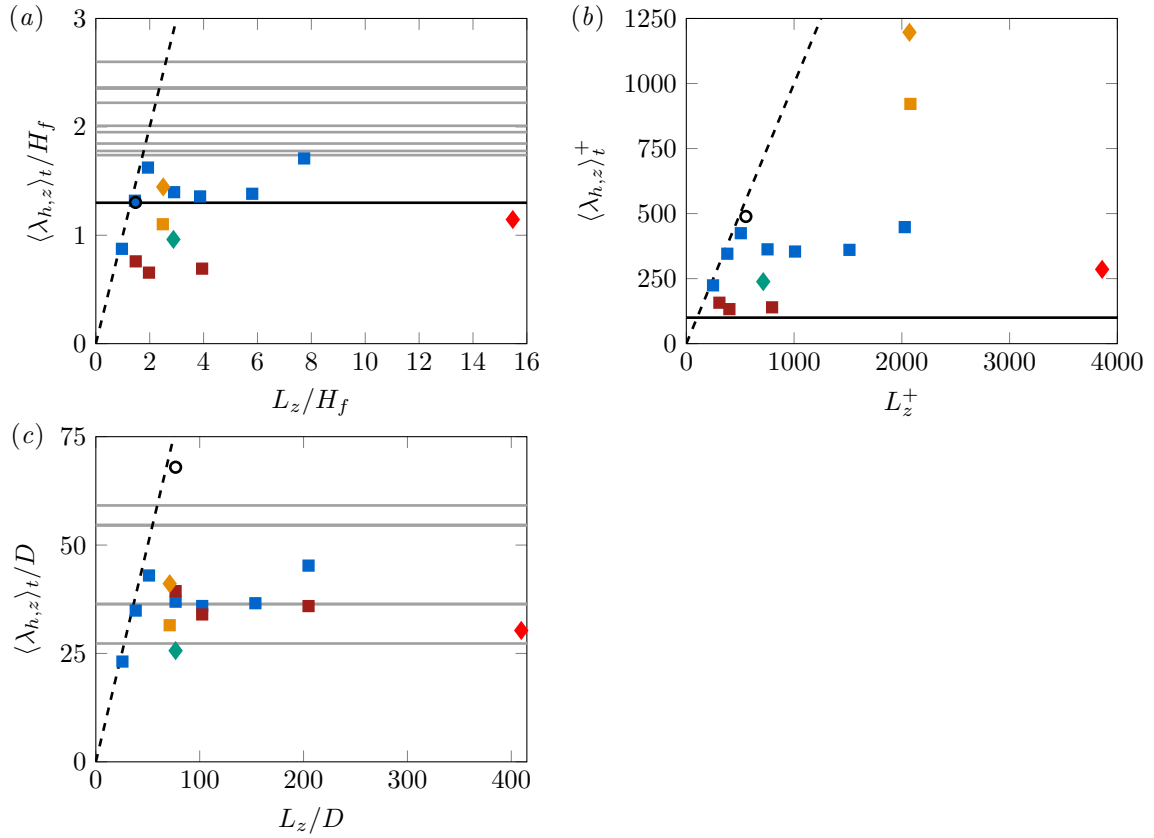 (a)
3
2
1
0
⟨λ_{h,z}⟩_t/H_f
0 2 4 6 8 10 12 14 16
L_z/H_f
(b)
1250
1000
750
500
250
0
⟨λ_{h,z}⟩_t^+
0 1000 2000 3000 4000
L_z^+
(c)
75
50
25
0
⟨λ_{h,z}⟩_t/D
0 100 200 300 400
L_z/D